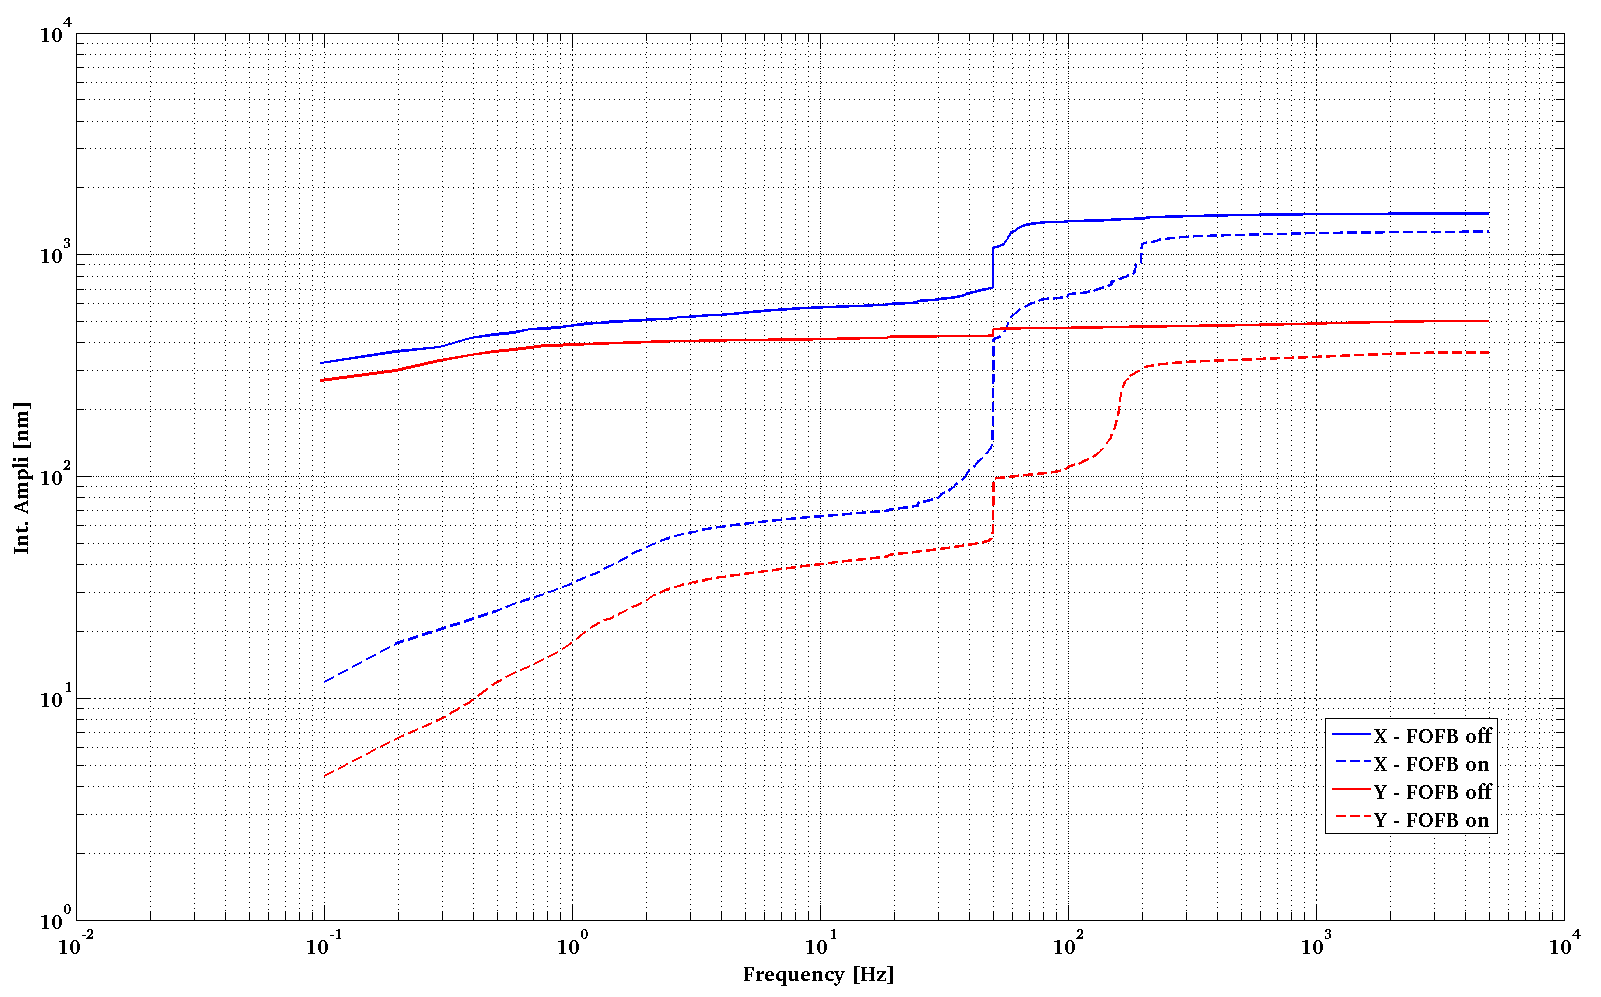 10^4
10^3
10^2
10^1
10^0
Int. Ampli [nm]
10^-2
10^-1
10^0
10^1
10^2
10^3
10^4
Frequency [Hz]
X - FOFB off
X - FOFB on
Y - FOFB off
Y - FOFB on